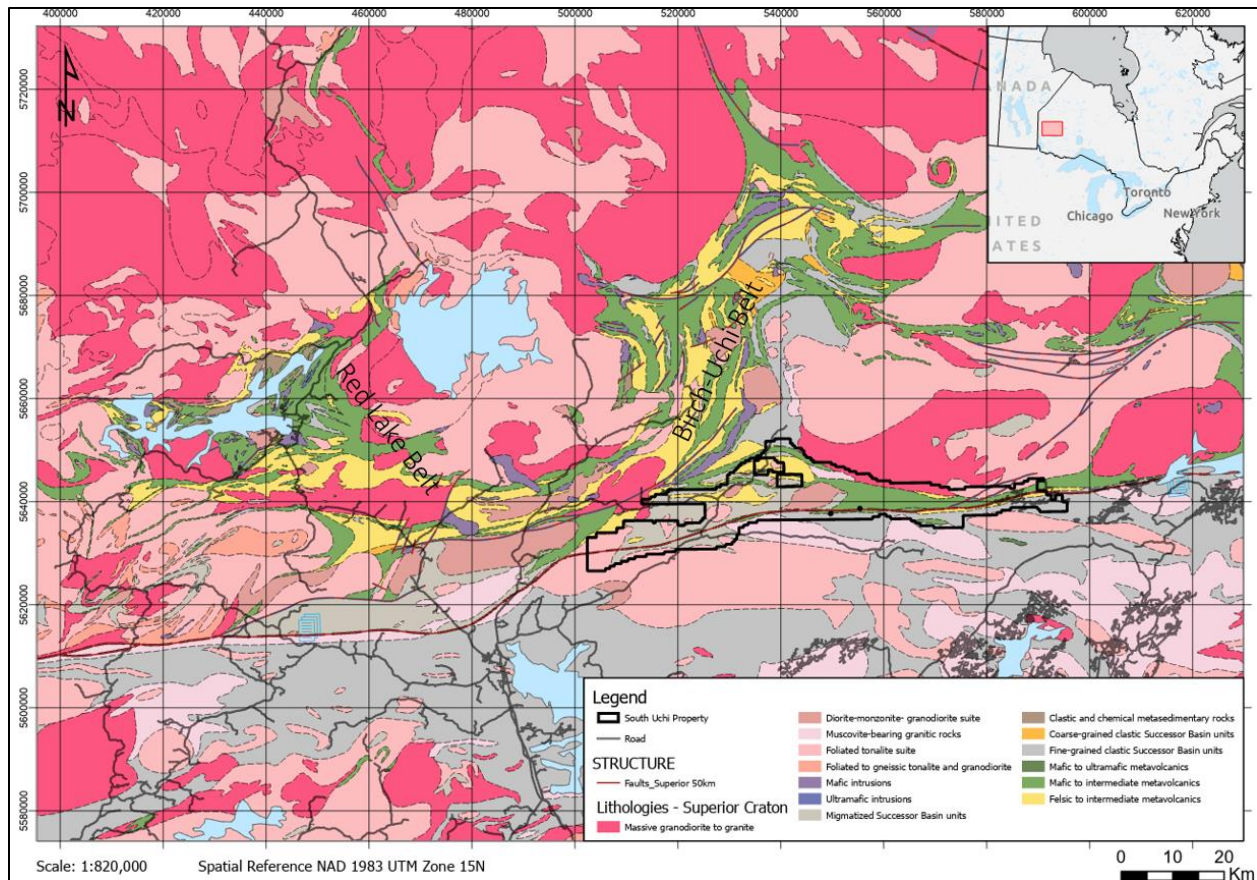 400000 420000 440000 460000 480000 500000 520000 540000 560000 580000 600000 620000
5720000
5700000
5680000
5660000
5640000
5620000
5600000
5580000
N
ANADA
NITED
ATES
Toronto
Chicago
New York
Red Lake Belt
Birch-Uchi Belt
Legend
South Uchi Property
Road
STRUCTURE
Faults_Superior 50km
Lithologies - Superior Craton
Massive granodiorite to granite
Diorite-monzonite- granodiorite suite
Muscovite-bearing granitic rocks
Foliated tonalite suite
Foliated to gneissic tonalite and granodiorite
Mafic intrusions
Ultramafic intrusions
Migmatized Successor Basin units
Clastic and chemical metasedimentary rocks
Coarse-grained clastic Successor Basin units
Fine-grained clastic Successor Basin units
Mafic to ultramafic metavolcanics
Mafic to intermediate metavolcanics
Felsic to intermediate metavolcanics
Scale: 1:820,000 Spatial Reference NAD 1983 UTM Zone 15N
0 10 20
Km